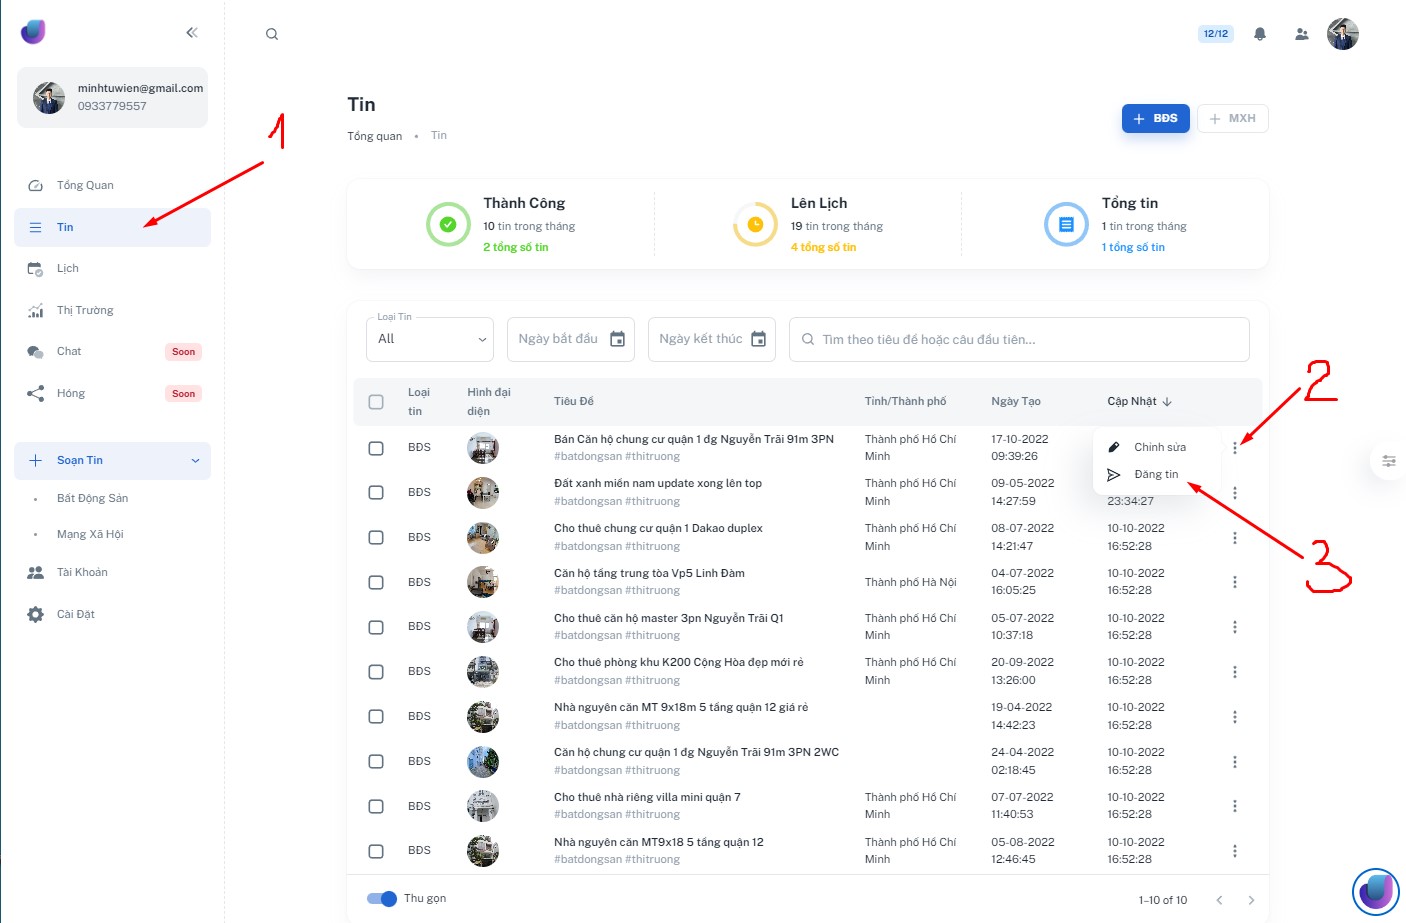 12/12
minhtuwien@gmail.com
0933779557
1
Tin
Tổng quan • Tin
BĐS
MXH
Tổng Quan
Tin
Lịch
Thị Trường
Chat Soon
Hóng Soon
Soạn Tin
Bất Động Sản
Mạng Xã Hội
Tài Khoản
Cài Đặt
Thành Công
10 tin trong tháng
2 tổng số tin
Lên Lịch
19 tin trong tháng
4 tổng số tin
Tổng tin
1 tin trong tháng
1 tổng số tin
Loại Tin
All
Ngày bắt đầu
Ngày kết thúc
Tìm theo tiêu đề hoặc câu đầu tiên...
2
Loại tin
Hình đại diện
Tiêu Đề
Tỉnh/Thành phố
Ngày Tạo
Cập Nhật
BĐS
Bán Căn hộ chung cư quận 1 đg Nguyễn Trãi 91m 3PN
#batdongsan #thitruong
Thành phố Hồ Chí Minh
17-10-2022
09:39:26
Chỉnh sửa
Đăng tin
3
BĐS
Đất xanh miền nam update xong lên top
#batdongsan #thitruong
Thành phố Hồ Chí Minh
09-05-2022
14:27:59
23:34:27
BĐS
Cho thuê chung cư quận 1 Dakao duplex
#batdongsan #thitruong
Thành phố Hồ Chí Minh
08-07-2022
14:21:47
10-10-2022
16:52:28
BĐS
Căn hộ tầng trung tòa Vp5 Linh Đàm
#batdongsan #thitruong
Thành phố Hà Nội
04-07-2022
16:05:25
10-10-2022
16:52:28
BĐS
Cho thuê căn hộ master 3pn Nguyễn Trãi Q1
#batdongsan #thitruong
Thành phố Hồ Chí Minh
05-07-2022
10:37:18
10-10-2022
16:52:28
BĐS
Cho thuê phòng khu K200 Cộng Hòa đẹp mới rẻ
#batdongsan #thitruong
Thành phố Hồ Chí Minh
20-09-2022
13:26:00
10-10-2022
16:52:28
BĐS
Nhà nguyên căn MT 9x18m 5 tầng quận 12 giá rẻ
#batdongsan #thitruong
19-04-2022
14:42:23
10-10-2022
16:52:28
BĐS
Căn hộ chung cư quận 1 đg Nguyễn Trãi 91m 3PN 2WC
#batdongsan #thitruong
24-04-2022
02:18:45
10-10-2022
16:52:28
BĐS
Cho thuê nhà riêng villa mini quận 7
#batdongsan #thitruong
Thành phố Hồ Chí Minh
07-07-2022
11:40:53
10-10-2022
16:52:28
BĐS
Nhà nguyên căn MT9x18 5 tầng quận 12
#batdongsan #thitruong
Thành phố Hồ Chí Minh
05-08-2022
12:46:45
10-10-2022
16:52:28
Thu gọn
1–10 of 10